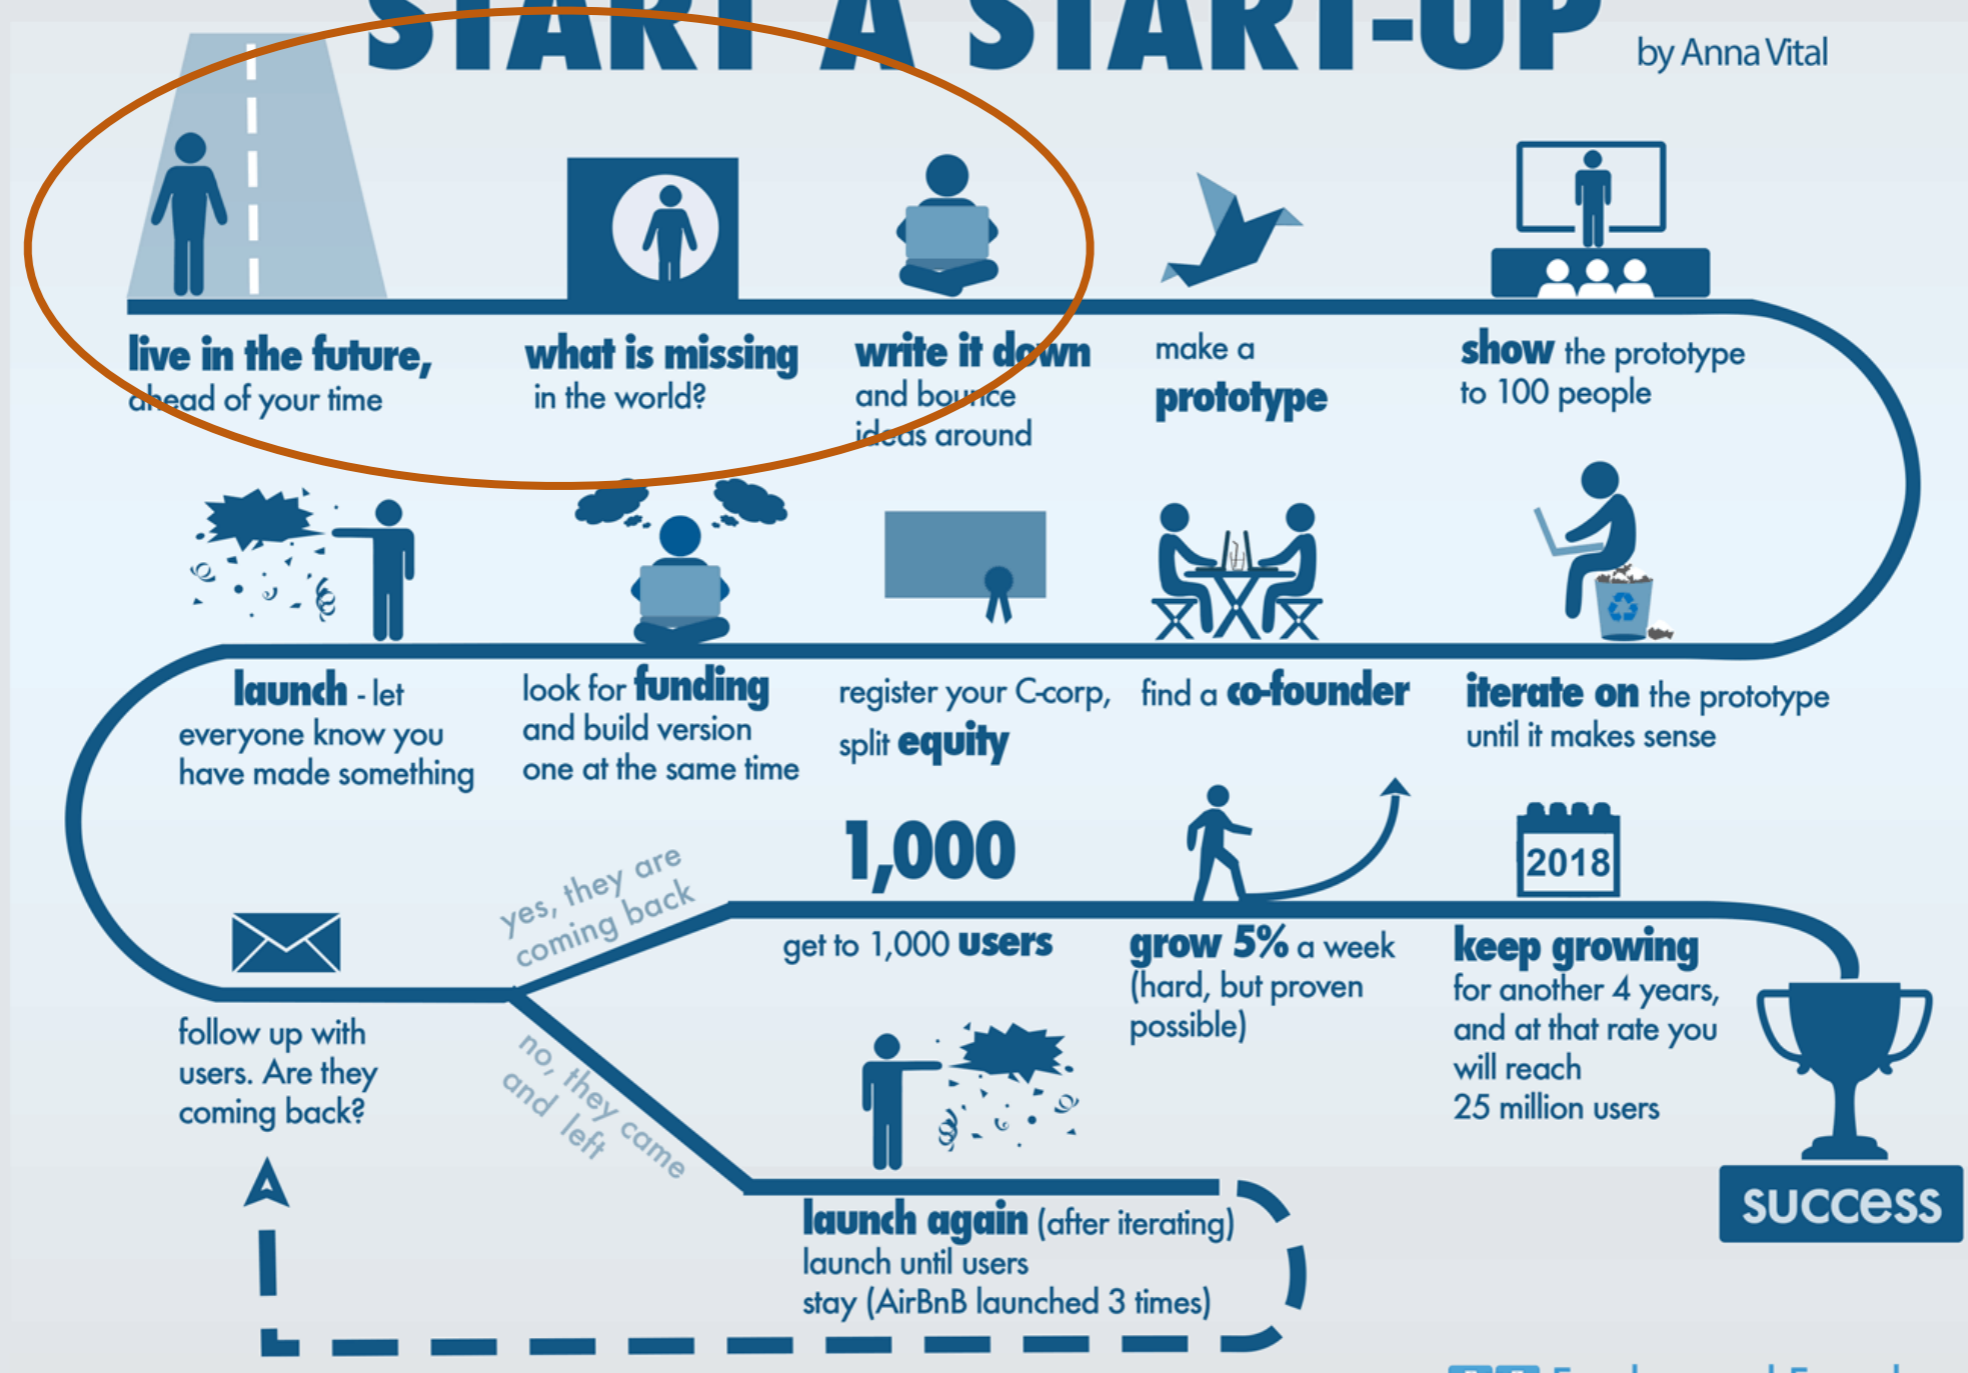 START A START-UP
by Anna Vital
live in the future,
ahead of your time
what is missing
in the world?
write it down
and bounce
ideas around
make a
prototype
show the prototype
to 100 people
launch - let
everyone know you
have made something
look for funding
and build version
one at the same time
register your C-corp,
split equity
find a co-founder
iterate on the prototype
until it makes sense
follow up with
users. Are they
coming back?
yes, they are
coming back
no, they came
and left
1,000
get to 1,000 users
grow 5% a week
(hard, but proven
possible)
2018
keep growing
for another 4 years,
and at that rate you
will reach
25 million users
launch again (after iterating)
launch until users
stay (AirBnB launched 3 times)
success